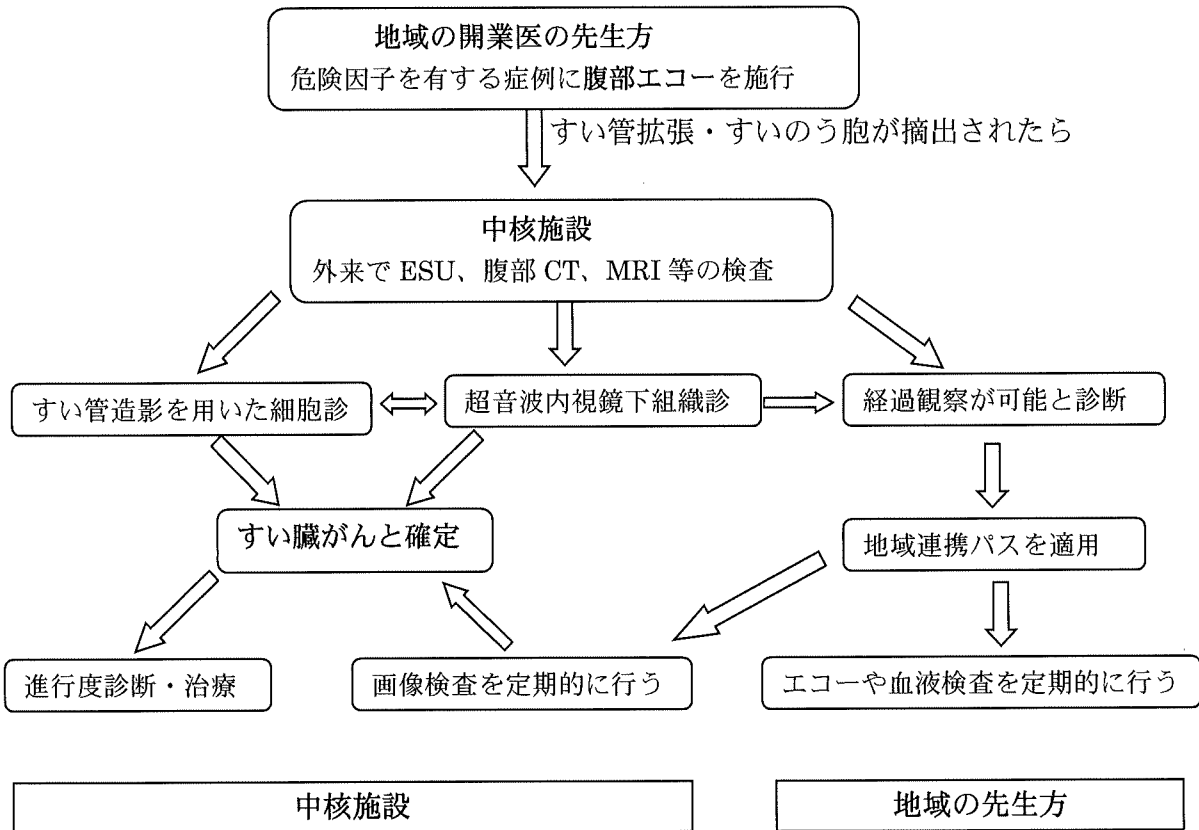 地域の開業医の先生方
危険因子を有する症例に腹部エコーを施行
すい管拡張・すいのう胞が摘出されたら
中核施設
外来で ESU、腹部 CT、MRI 等の検査
すい管造影を用いた細胞診
超音波内視鏡下組織診
経過観察が可能と診断
すい臓がんと確定
地域連携パスを適用
進行度診断・治療
画像検査を定期的に行う
エコーや血液検査を定期的に行う
中核施設
地域の先生方